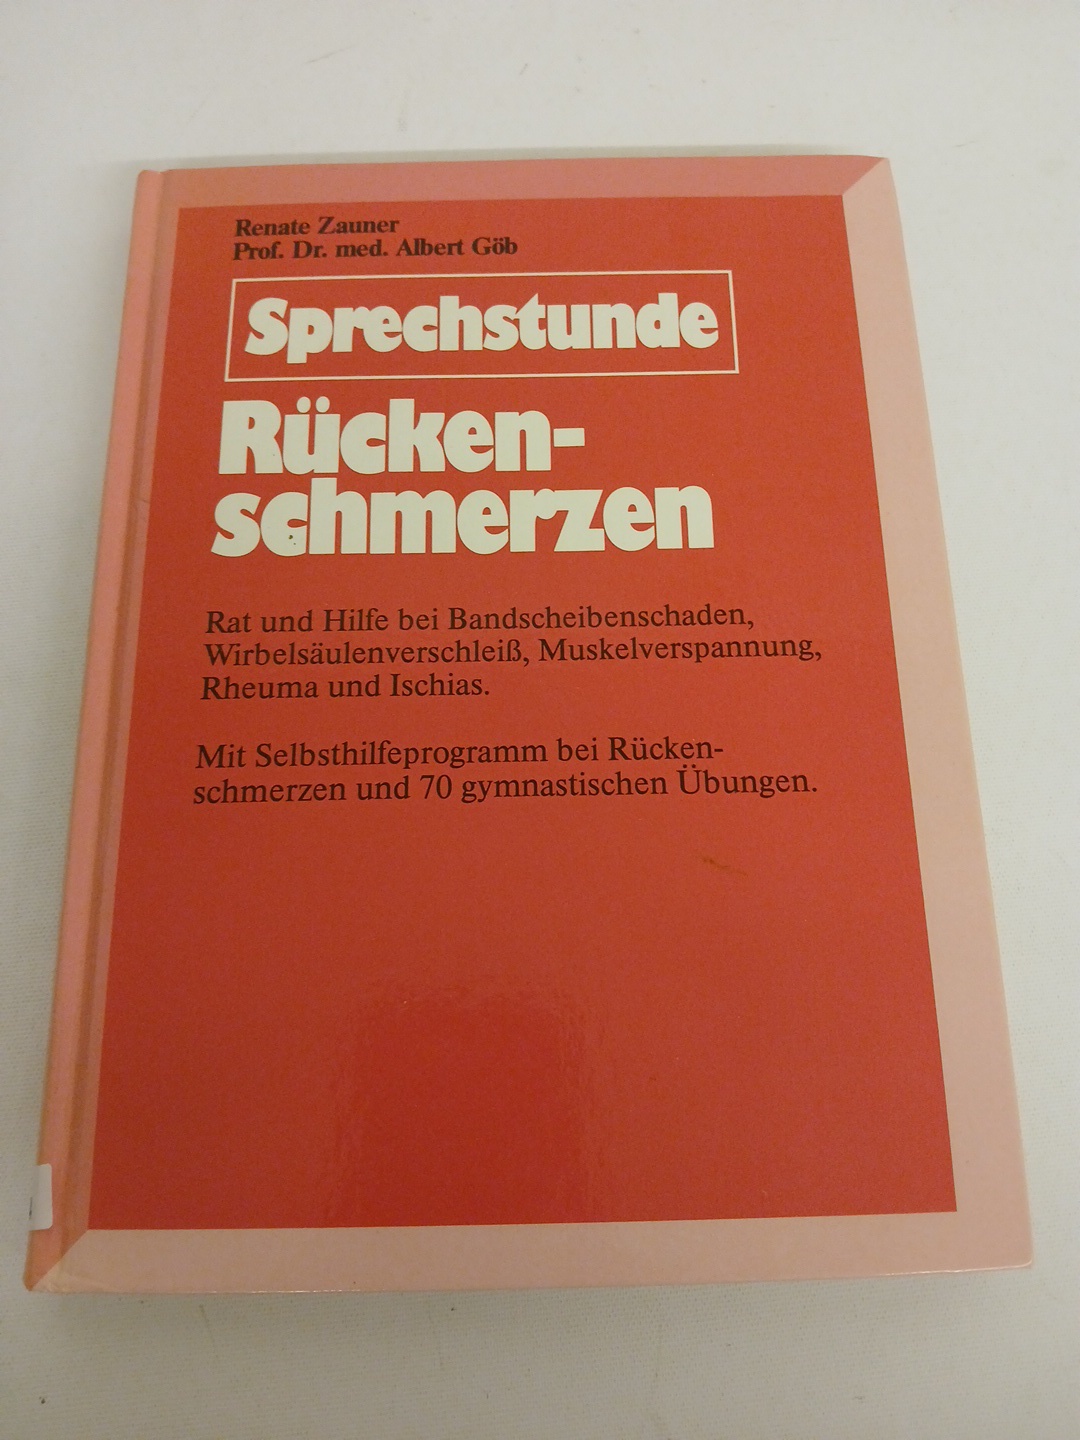 Renate Zauner
Prof. Dr. med. Albert Göb
Sprechstunde
Rücken-
schmerzen
Rat und Hilfe bei Bandscheibenschaden,
Wirbelsäulenverschleiß, Muskelverspannung,
Rheuma und Ischias.
Mit Selbsthilfeprogramm bei Rücken-
schmerzen und 70 gymnastischen Übungen.